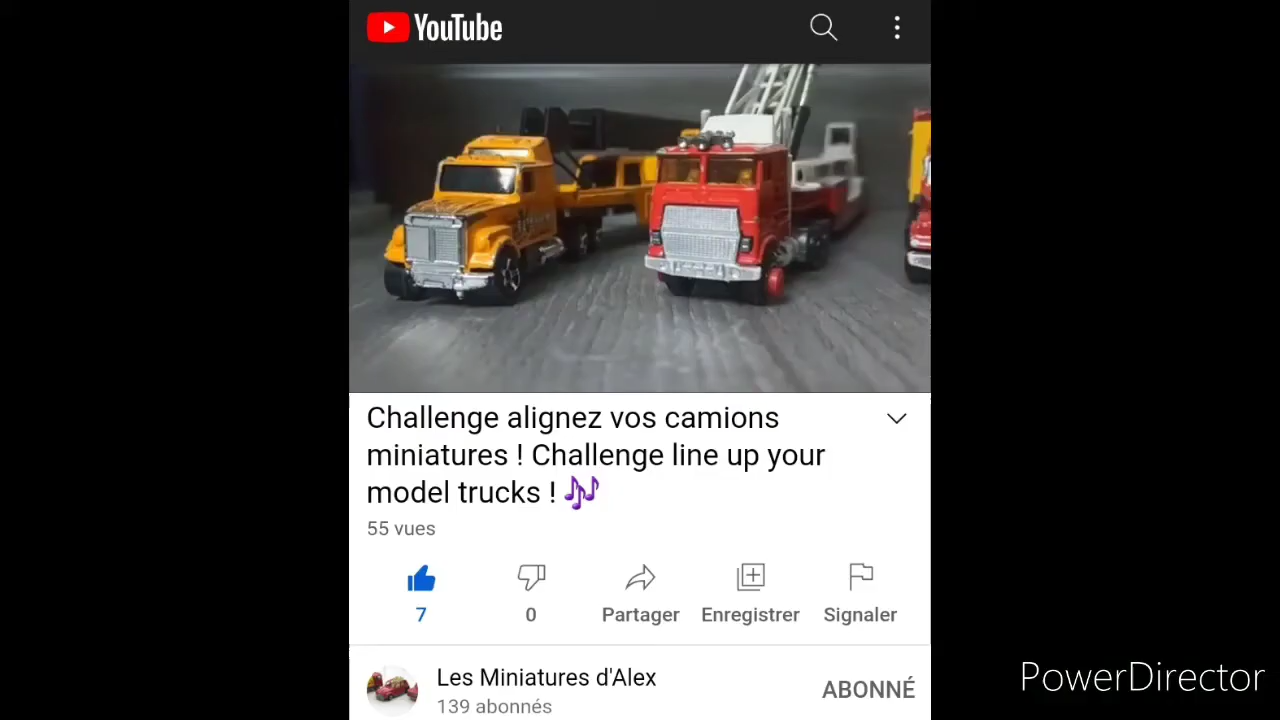 YouTube
Challenge alignez vos camions
miniatures ! Challenge line up your
model trucks ! 🎶
55 vues
7
0
Partager
Enregistrer
Signaler
Les Miniatures d'Alex
139 abonnés
ABONNÉ
PowerDirector